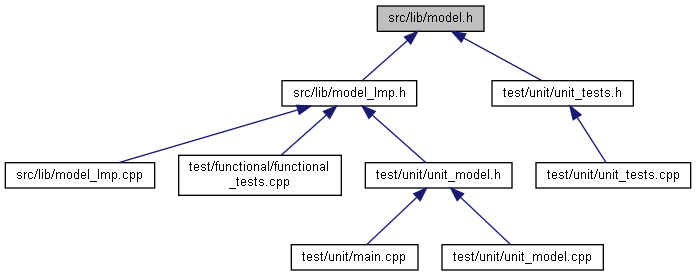 src/lib/model.h
src/lib/model_Imp.h
test/unit/unit_tests.h
src/lib/model_Imp.cpp
test/functional/functional
_tests.cpp
test/unit/unit_model.h
test/unit/unit_tests.cpp
test/unit/main.cpp
test/unit/unit_model.cpp